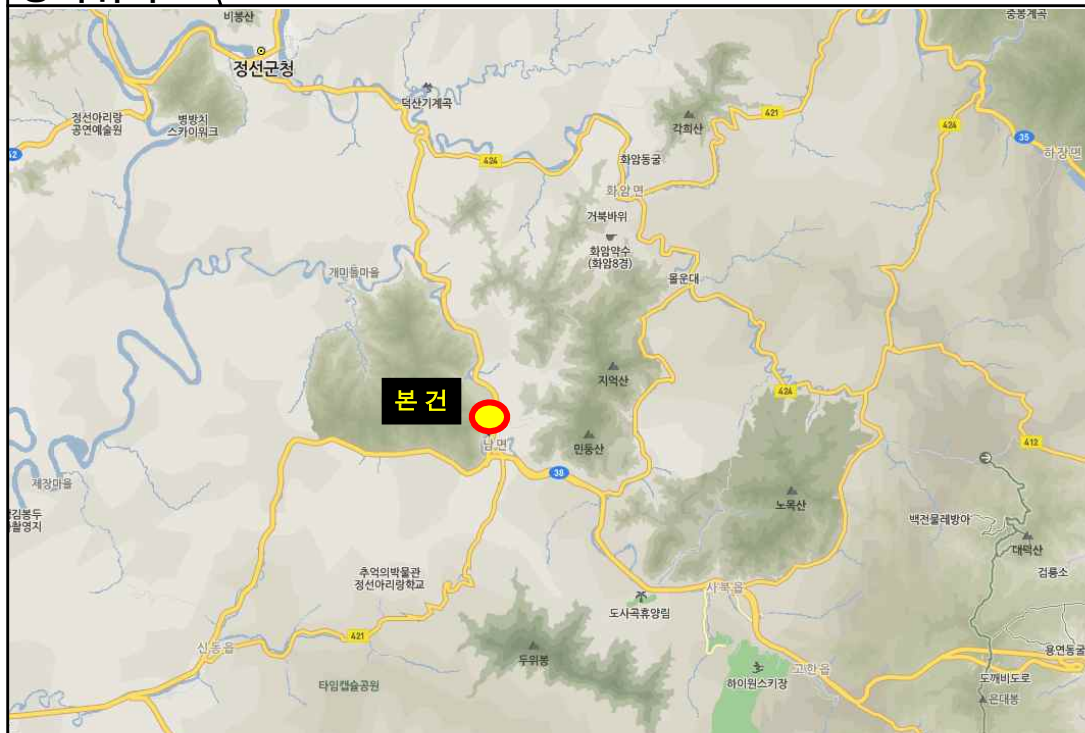 비봉산
중봉계곡
정선군청
덕산기계곡
정선아리랑
공연예술원
병방치
스카이워크
각희산
421
424
35
하장면
424
화암동굴
화암면
거북바위
화암약수
(화암8경)
몰운대
개미들마을
지억산
424
412
본 건
남면
민둥산
38
제장마을
노목산
백전물레방아
대덕산
검룡소
추억의박물관
정선아리랑학교
도사곡휴양림
사북읍
421
신동읍
두위봉
고한읍
하이원스키장
용연동굴
도깨비도로
은대봉
타임캡슐공원